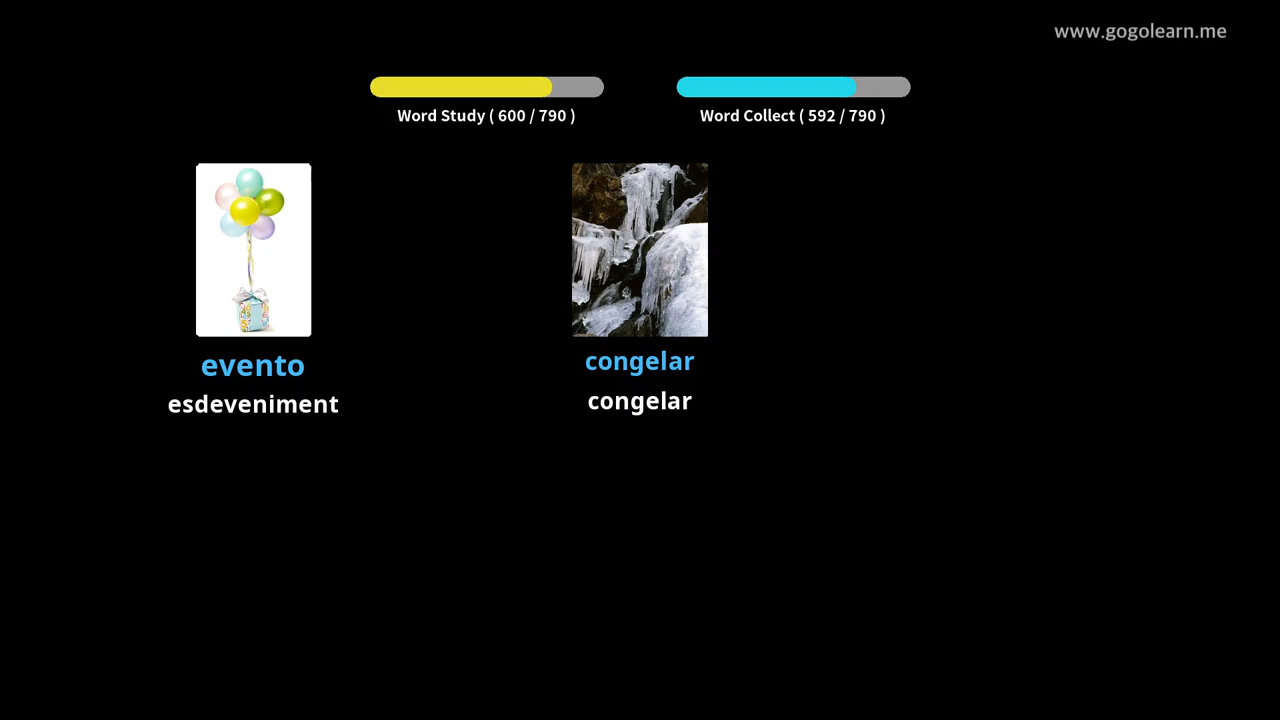 www.gogolearn.me
Word Study ( 600 / 790 )
Word Collect ( 592 / 790 )
evento
esdeveniment
congelar
congelar